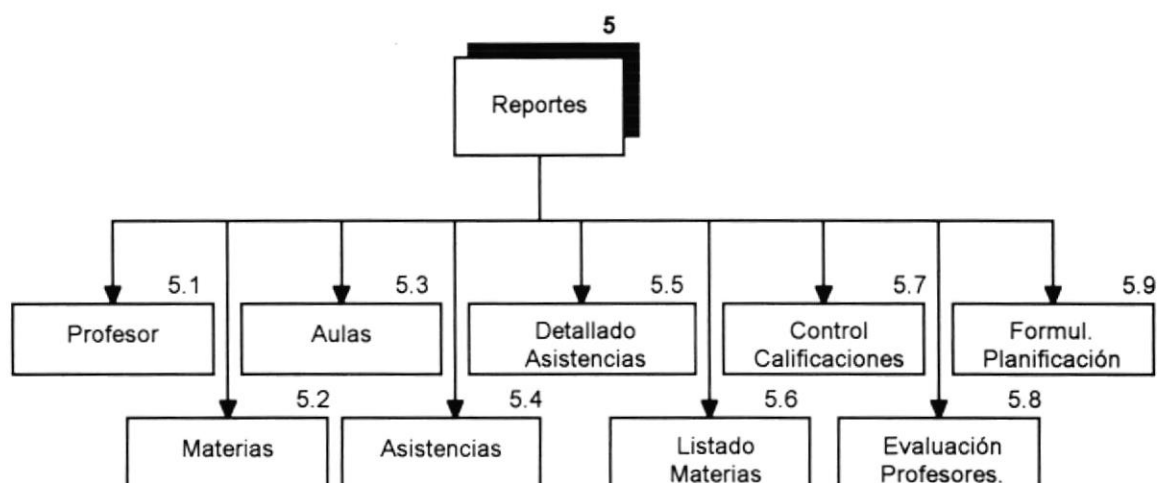 5
Reportes
5.1
Profesor
5.3
Aulas
5.5
Detallado
Asistencias
5.7
Control
Calificaciones
5.9
Formul.
Planificación
5.2
Materias
5.4
Asistencias
5.6
Listado
Materias
5.8
Evaluación
Profesores.